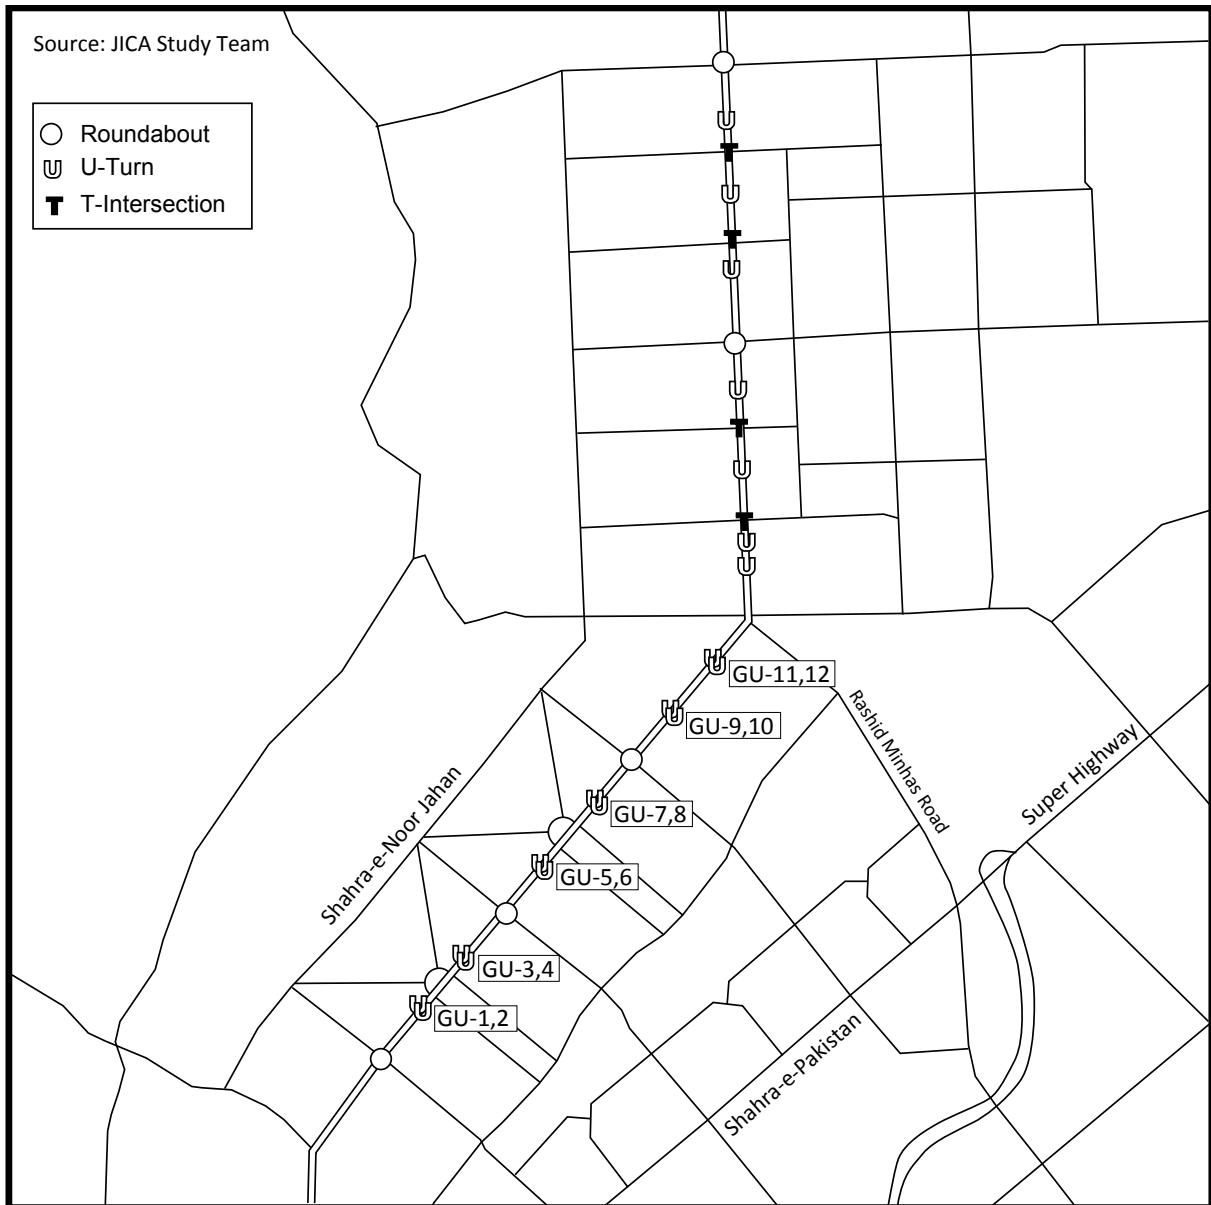 Source: JICA Study Team
Roundabout
U-Turn
T-Intersection
GU-11,12
GU-9,10
Rashid Minhas Road
Super Highway
Shahra-e-Noor Jahan
GU-7,8
GU-5,6
GU-3,4
GU-1,2
Shahra-e-Pakistan